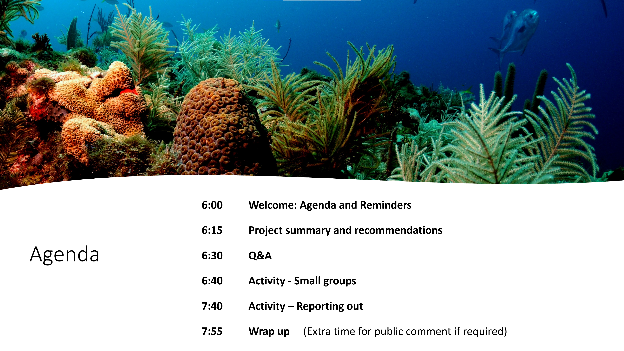 Agenda
6:00 Welcome: Agenda and Reminders
6:15 Project summary and recommendations
6:30 Q&A
6:40 Activity - Small groups
7:40 Activity – Reporting out
7:55 Wrap up (Extra time for public comment if required)